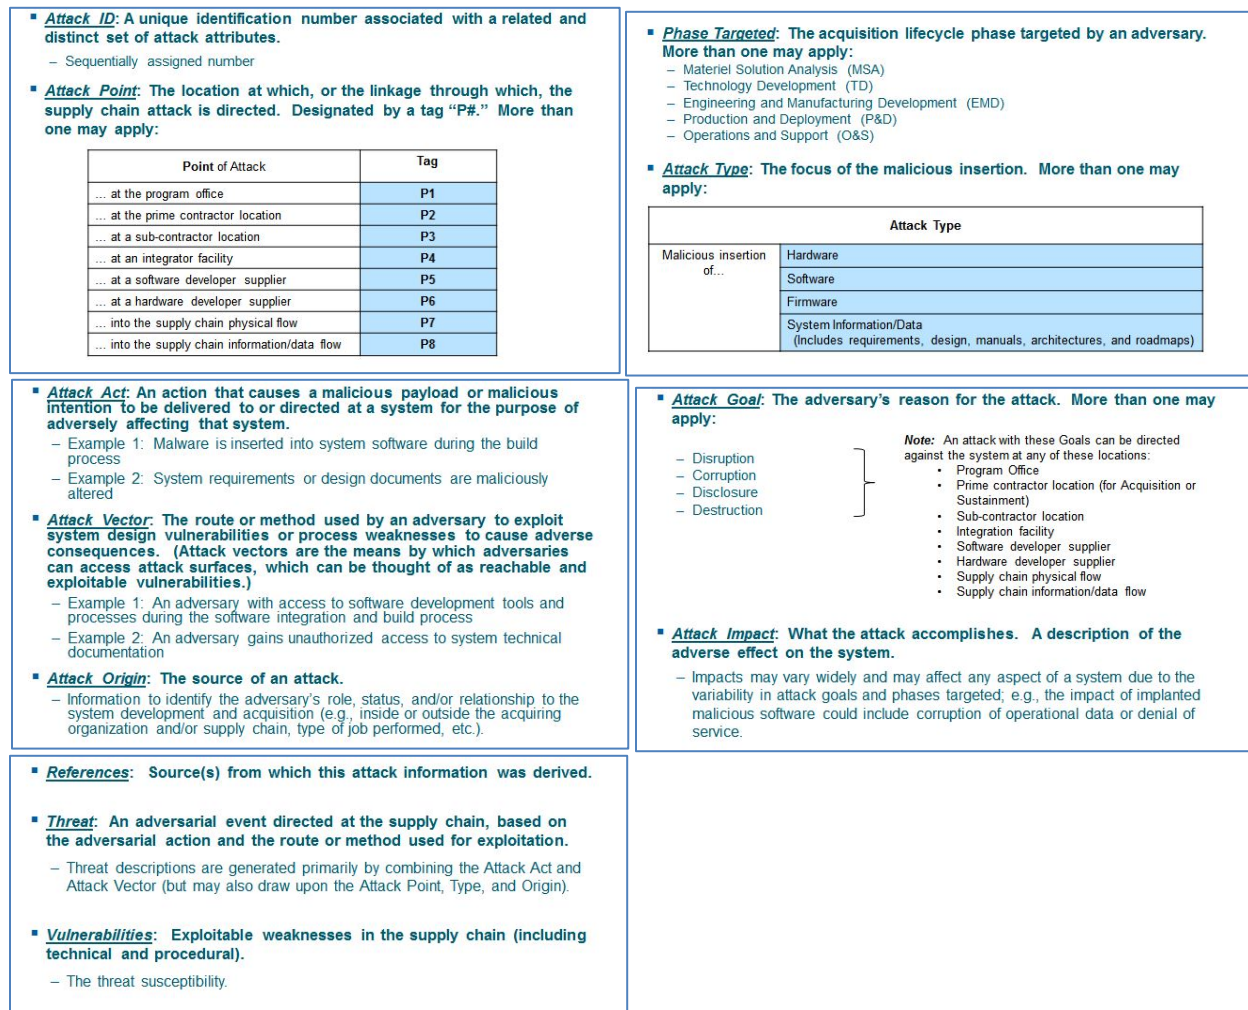 ▪ Attack ID: A unique identification number associated with a related and
distinct set of attack attributes.
– Sequentially assigned number
▪ Attack Point: The location at which, or the linkage through which, the
supply chain attack is directed. Designated by a tag “P#.” More than
one may apply:
Point of Attack Tag
... at the program office P1
... at the prime contractor location P2
... at a sub-contractor location P3
... at an integrator facility P4
... at a software developer supplier P5
... at a hardware developer supplier P6
... into the supply chain physical flow P7
... into the supply chain information/data flow P8
▪ Phase Targeted: The acquisition lifecycle phase targeted by an adversary.
More than one may apply:
– Materiel Solution Analysis (MSA)
– Technology Development (TD)
– Engineering and Manufacturing Development (EMD)
– Production and Deployment (P&D)
– Operations and Support (O&S)
▪ Attack Type: The focus of the malicious insertion. More than one may
apply:
Attack Type
Malicious insertion
of...
Hardware
Software
Firmware
System Information/Data
(Includes requirements, design, manuals, architectures, and roadmaps)
▪ Attack Act: An action that causes a malicious payload or malicious
intention to be delivered to or directed at a system for the purpose of
adversely affecting that system.
– Example 1: Malware is inserted into system software during the build
process
– Example 2: System requirements or design documents are maliciously
altered
▪ Attack Vector: The route or method used by an adversary to exploit
system design vulnerabilities or process weaknesses to cause adverse
consequences. (Attack vectors are the means by which adversaries
can access attack surfaces, which can be thought of as reachable and
exploitable vulnerabilities.)
– Example 1: An adversary with access to software development tools and
processes during the software integration and build process
– Example 2: An adversary gains unauthorized access to system technical
documentation
▪ Attack Origin: The source of an attack.
– Information to identify the adversary’s role, status, and/or relationship to the
system development and acquisition (e.g., inside or outside the acquiring
organization and/or supply chain, type of job performed, etc.).
▪ Attack Goal: The adversary’s reason for the attack. More than one may
apply:
– Disruption
– Corruption
– Disclosure
– Destruction
Note: An attack with these Goals can be directed
against the system at any of these locations:
• Program Office
• Prime contractor location (for Acquisition or
Sustainment)
• Sub-contractor location
• Integration facility
• Software developer supplier
• Hardware developer supplier
• Supply chain physical flow
• Supply chain information/data flow
▪ Attack Impact: What the attack accomplishes. A description of the
adverse effect on the system.
– Impacts may vary widely and may affect any aspect of a system due to the
variability in attack goals and phases targeted; e.g., the impact of implanted
malicious software could include corruption of operational data or denial of
service.
▪ References: Source(s) from which this attack information was derived.
▪ Threat: An adversarial event directed at the supply chain, based on
the adversarial action and the route or method used for exploitation.
– Threat descriptions are generated primarily by combining the Attack Act and
Attack Vector (but may also draw upon the Attack Point, Type, and Origin).
▪ Vulnerabilities: Exploitable weaknesses in the supply chain (including
technical and procedural).
– The threat susceptibility.